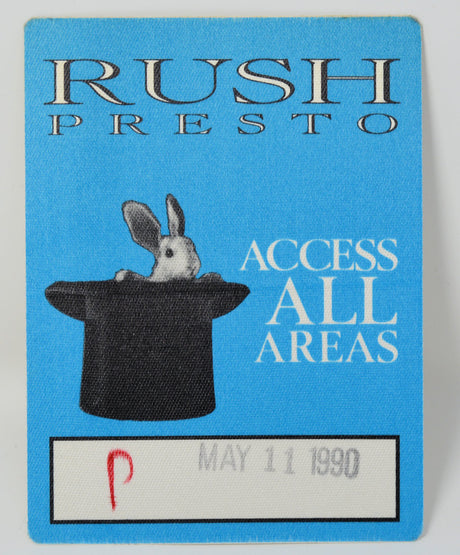 RUSH
PRESTO
ACCESS
ALL
AREAS
P MAY 11 1990